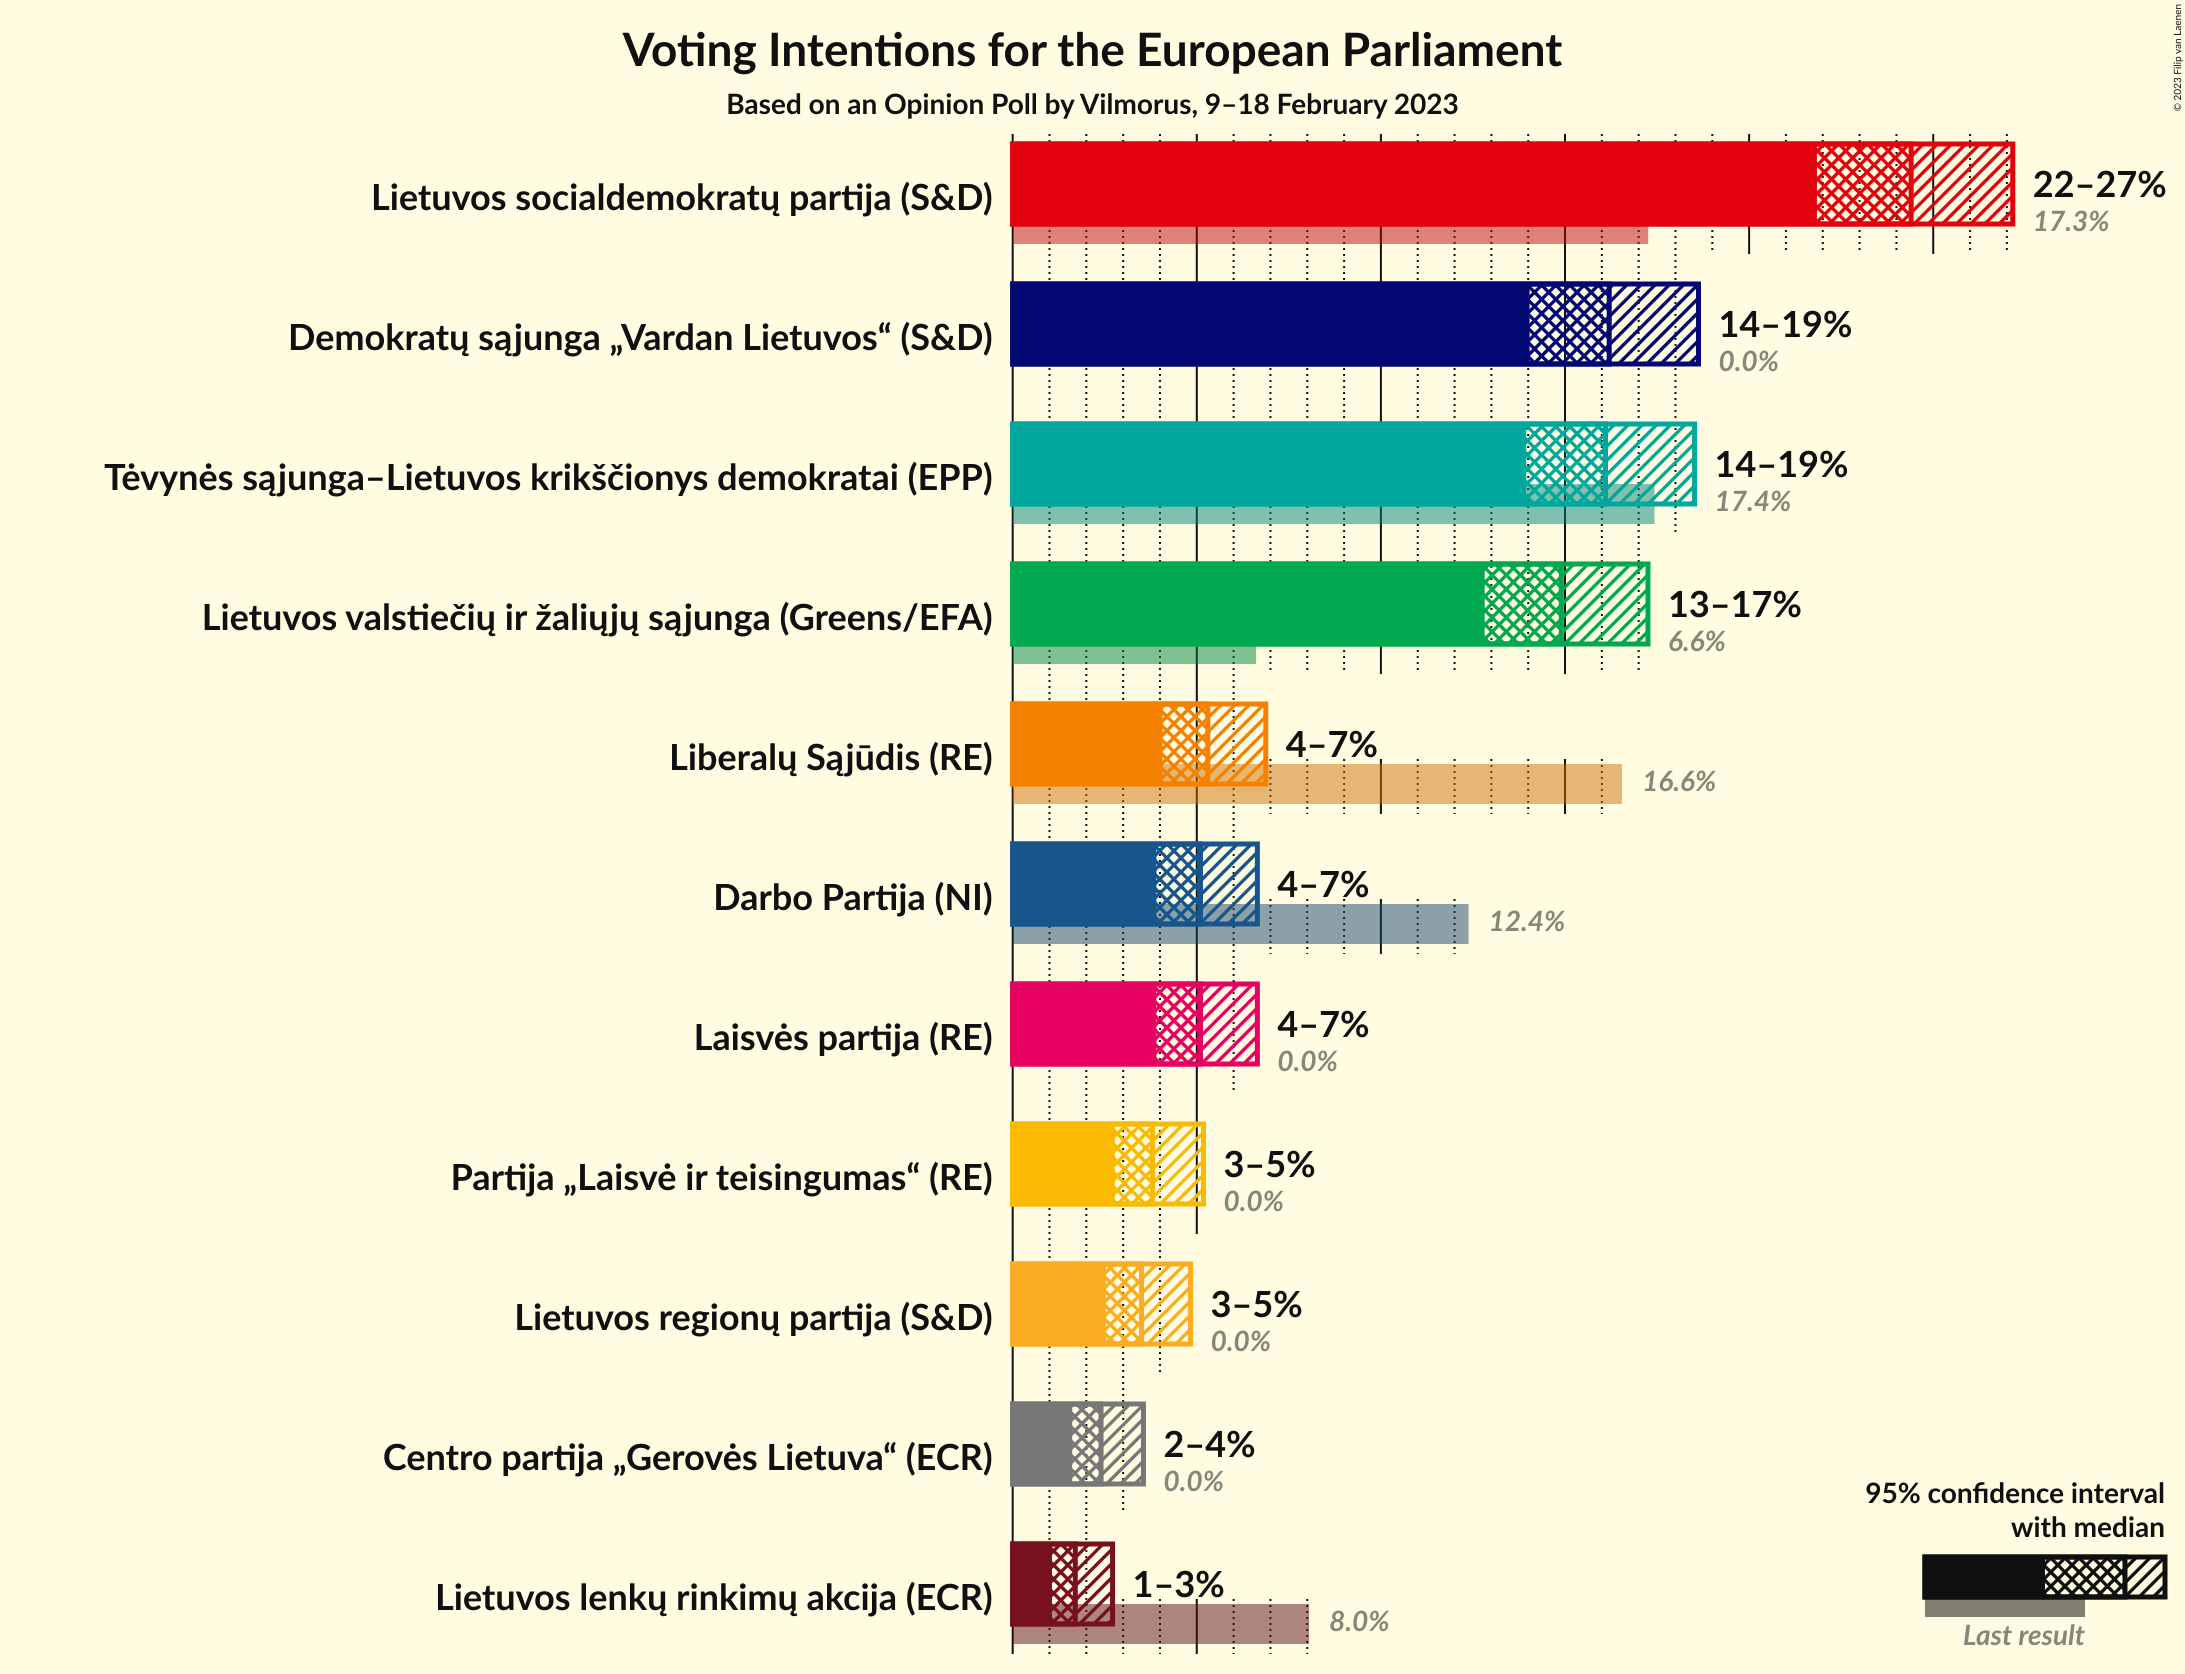 Voting Intentions for the European Parliament
Based on an Opinion Poll by Vilmorus, 9–18 February 2023
© 2023 Filip van Laenen
Lietuvos socialdemokratų partija (S&D)
22–27%
17.3%
Demokratų sąjunga „Vardan Lietuvos“ (S&D)
14–19%
0.0%
Tėvynės sąjunga–Lietuvos krikščionys demokratai (EPP)
14–19%
17.4%
Lietuvos valstiečių ir žaliųjų sąjunga (Greens/EFA)
13–17%
6.6%
Liberalų Sąjūdis (RE)
4–7%
16.6%
Darbo Partija (NI)
4–7%
12.4%
Laisvės partija (RE)
4–7%
0.0%
Partija „Laisvė ir teisingumas“ (RE)
3–5%
0.0%
Lietuvos regionų partija (S&D)
3–5%
0.0%
Centro partija „Gerovės Lietuva“ (ECR)
2–4%
0.0%
Lietuvos lenkų rinkimų akcija (ECR)
1–3%
8.0%
95% confidence interval
with median
Last result